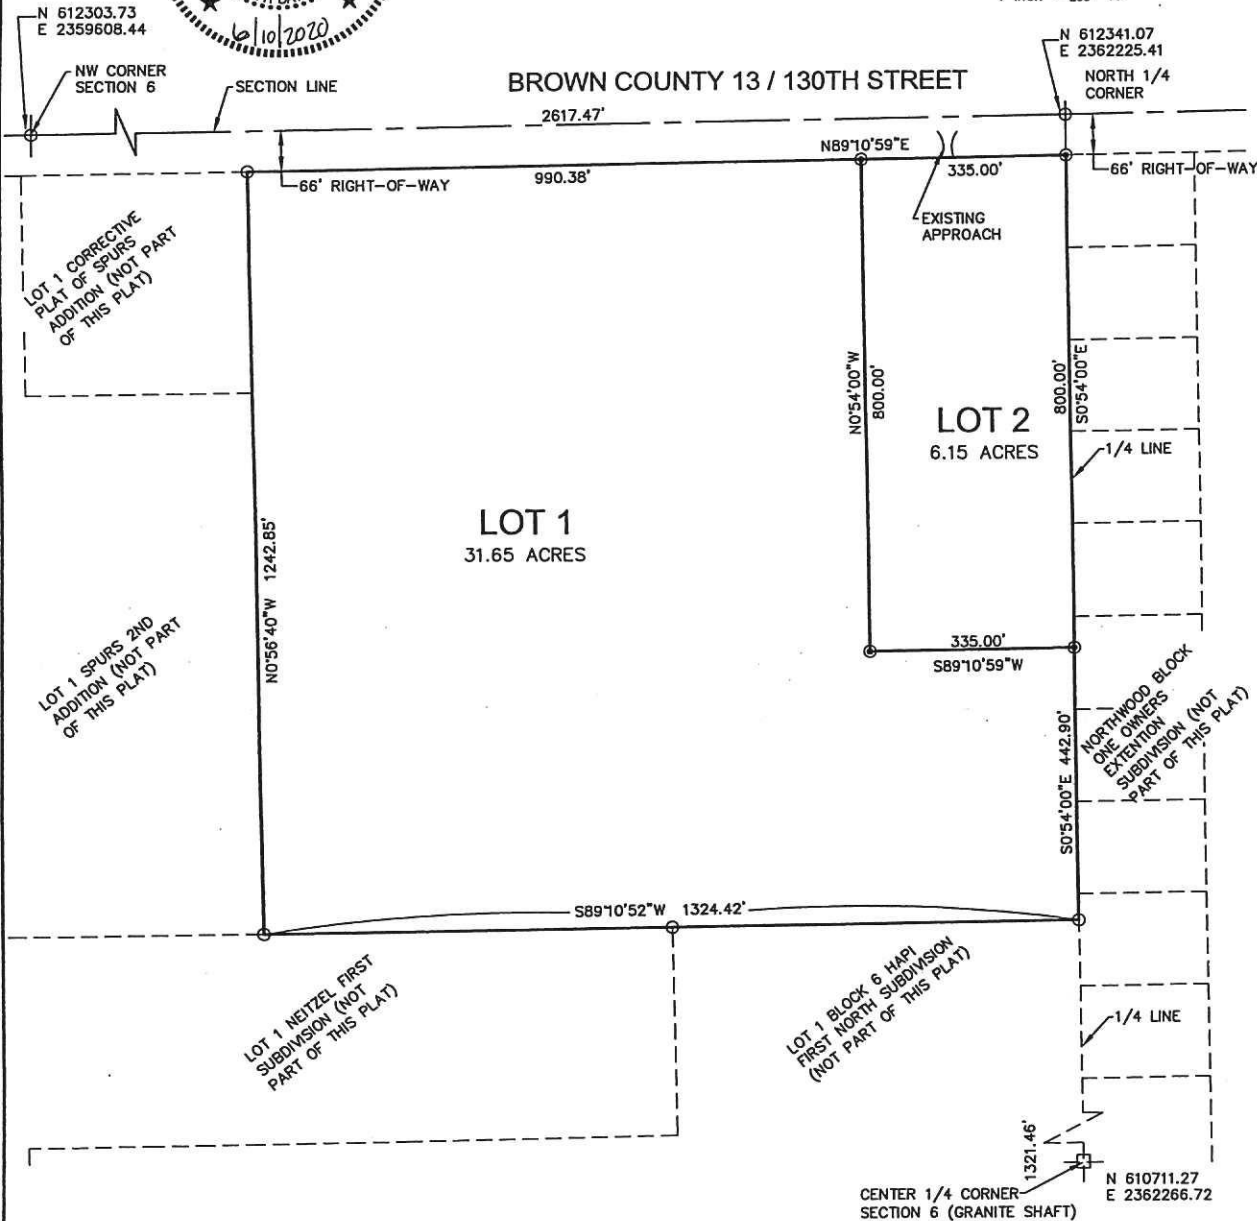 N 612303.73
E 2359608.44
6/10/2020
N 612341.07
E 2362225.41
NW CORNER
SECTION 6
SECTION LINE
BROWN COUNTY 13 / 130TH STREET
NORTH 1/4
CORNER
2617.47'
N89°10'59"E
66' RIGHT-OF-WAY
990.38'
335.00'
66' RIGHT-OF-WAY
EXISTING
APPROACH
LOT 1 CORRECTIVE
PLAT OF SPURS
ADDITION (NOT PART
OF THIS PLAT)
N0°54'00"W
800.00'
LOT 2
6.15 ACRES
800.00'
S0°54'00"E
1/4 LINE
LOT 1
31.65 ACRES
N0°56'40"W 1242.85'
335.00'
S89°10'59"W
LOT 1 SPURS 2ND
ADDITION (NOT PART
OF THIS PLAT)
S0°54'00"E 442.90'
NORTHWOOD BLOCK
ONE OWNERS
EXTENTION
SUBDIVISION (NOT
PART OF THIS PLAT)
S89°10'52"W 1324.42'
LOT 1 NEITZEL FIRST
SUBDIVISION (NOT
PART OF THIS PLAT)
LOT 1 BLOCK 6 HAPI
FIRST NORTH SUBDIVISION
(NOT PART OF THIS PLAT)
1/4 LINE
1321.46'
CENTER 1/4 CORNER
SECTION 6 (GRANITE SHAFT)
N 610711.27
E 2362266.72